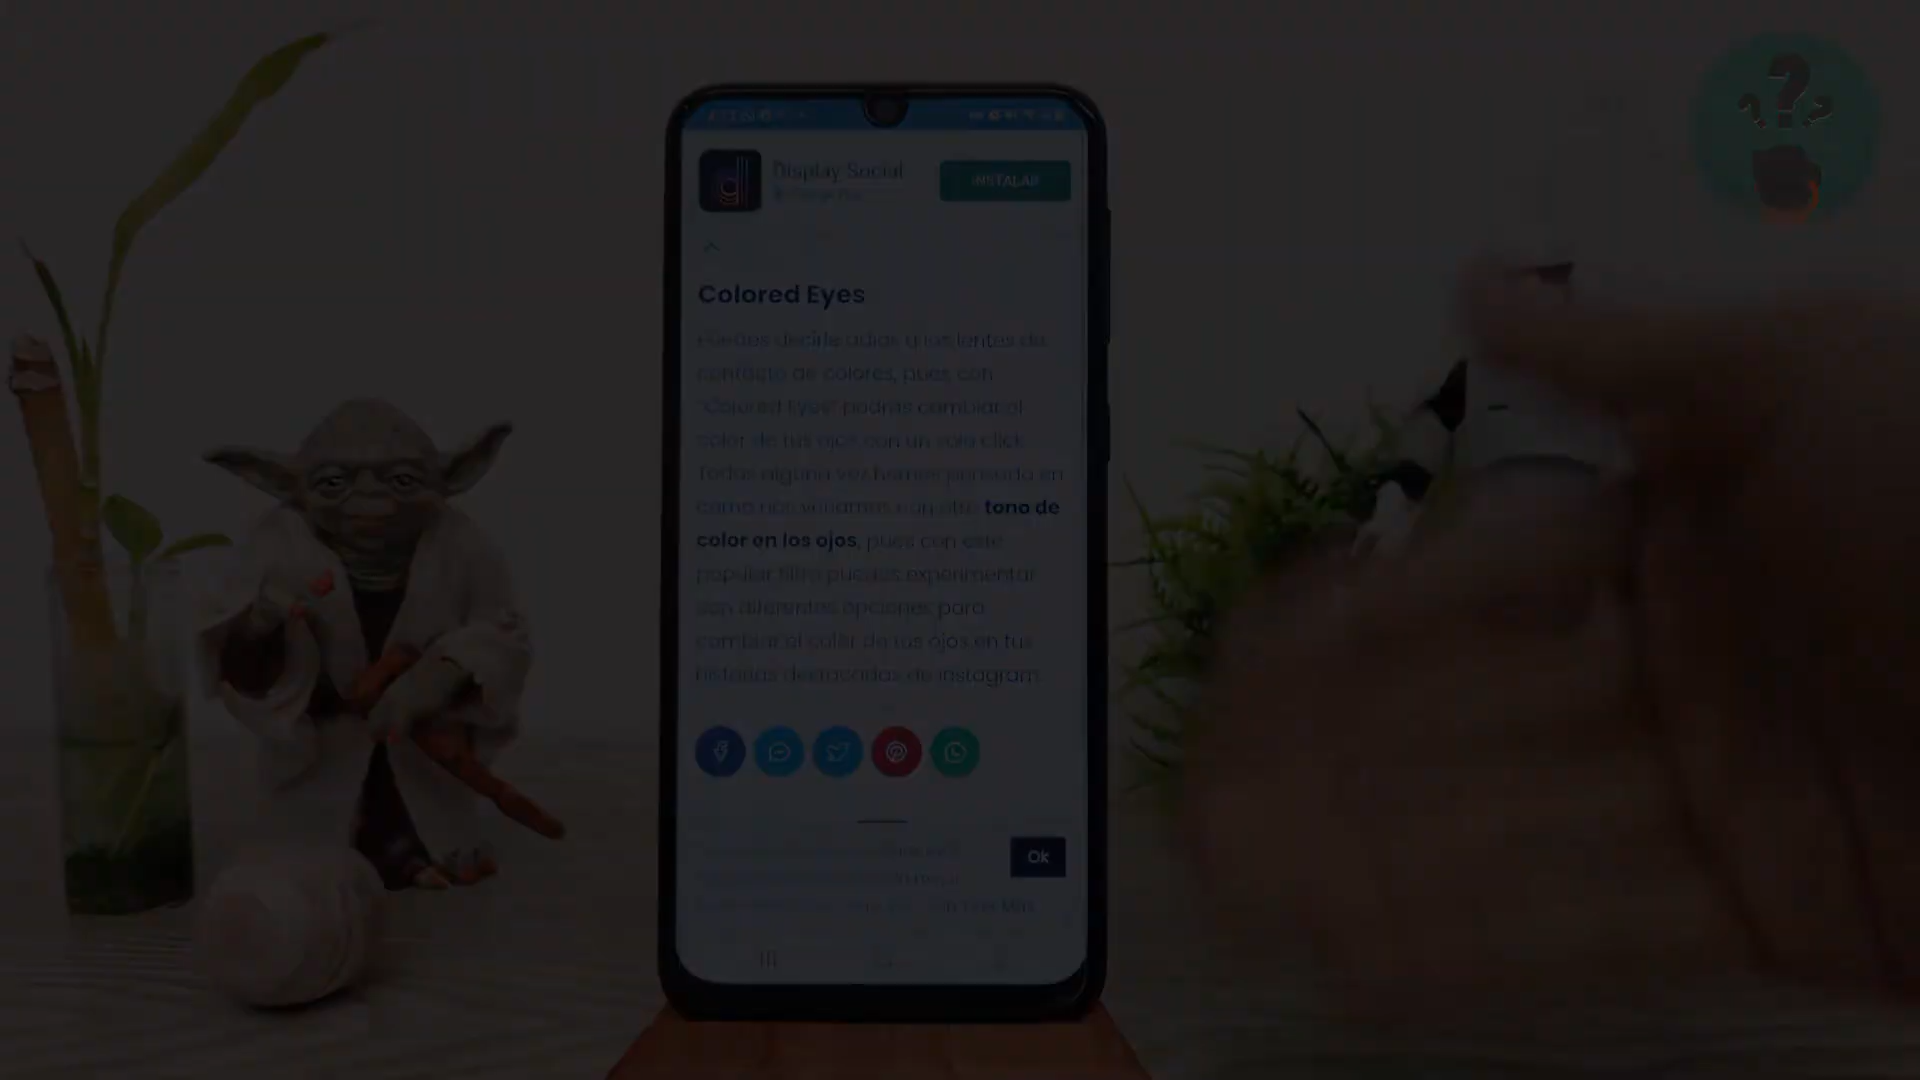 Display Social
Google Play
INSTALAR
Colored Eyes
Puedes decirle adiós a los lentes de
contacto de colores, pues con
"Colored Eyes" podrás cambiar el
color de tus ojos con un solo click.
Todos alguna vez hemos pensado en
como nos veríamos con otro tono de
color en los ojos, pues con este
popular filtro puedes experimentar
con diferentes opciones para
cambiar el color de tus ojos en tus
historias destacadas de Instagram.
Ok